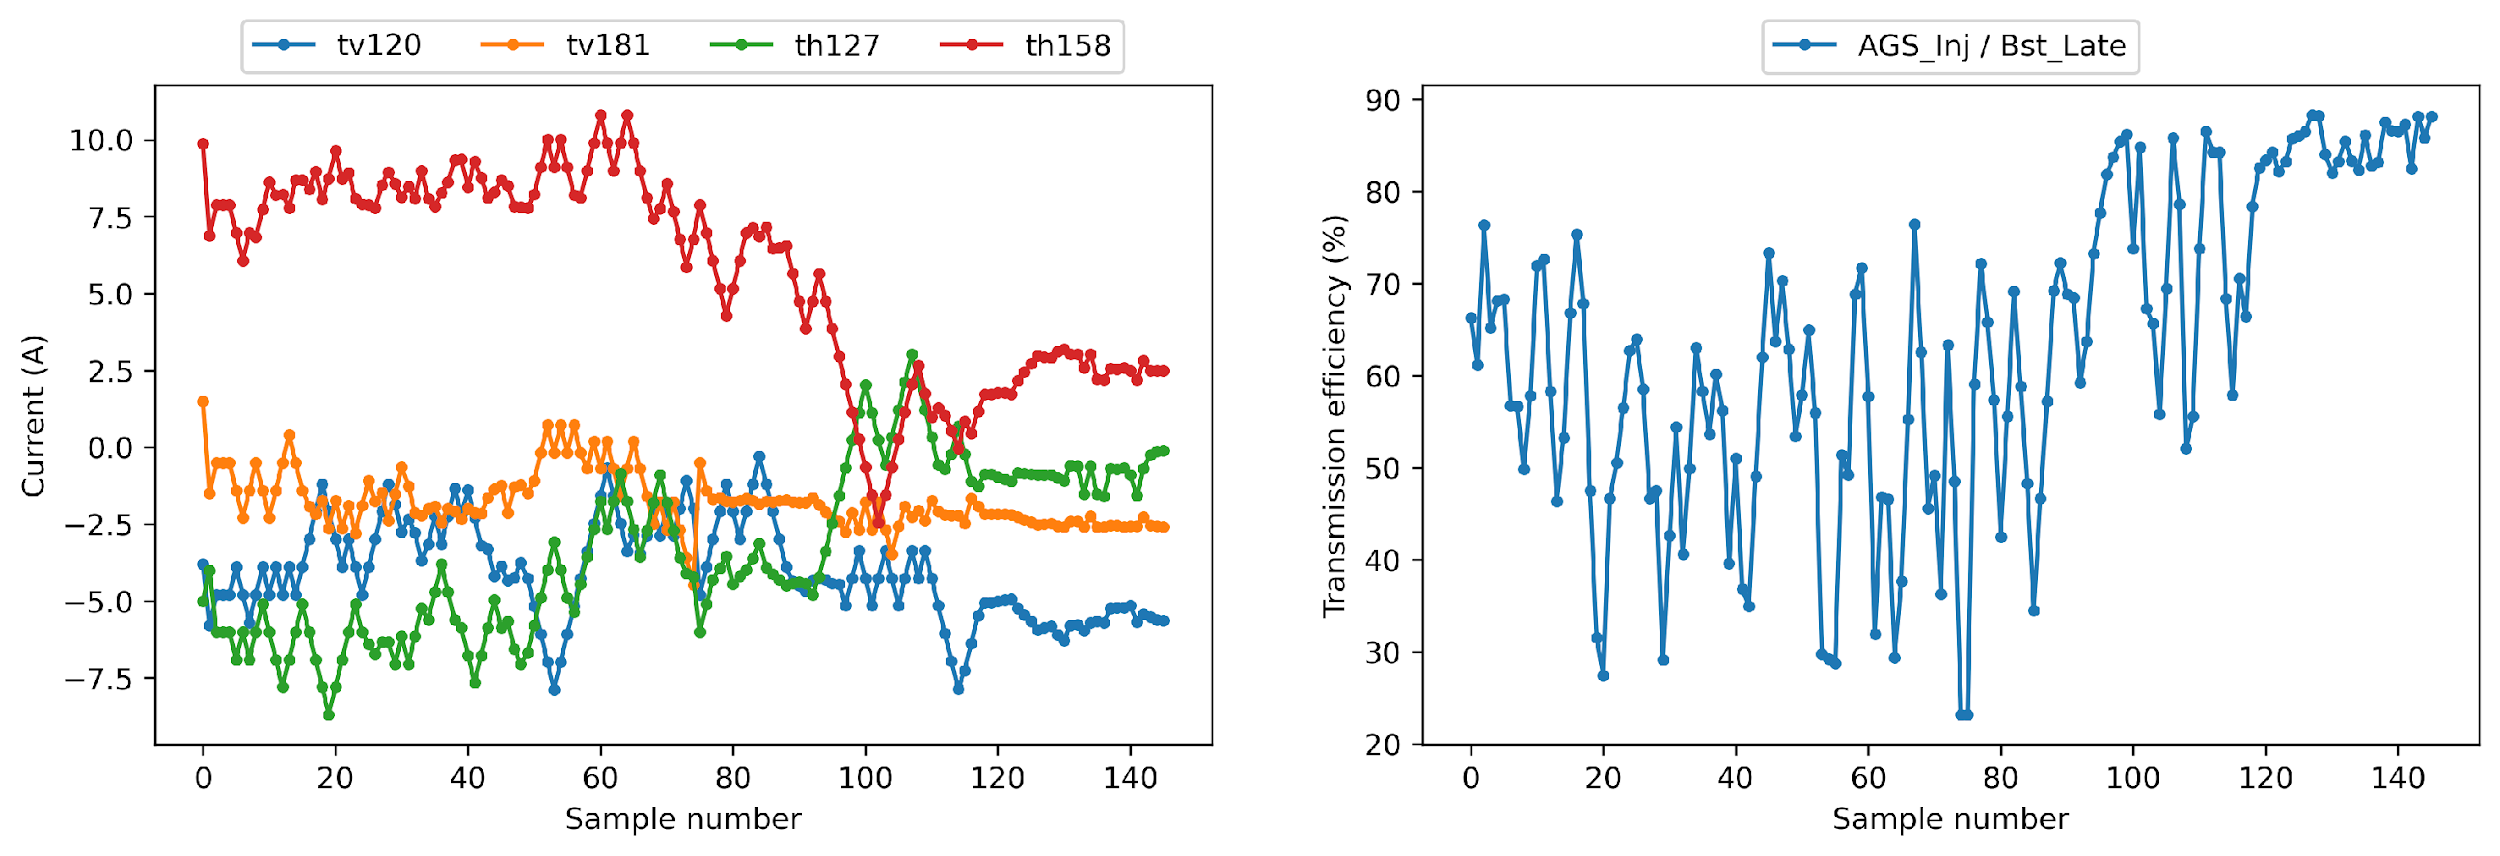 tv120 tv181 th127 th158
10.0
7.5
5.0
2.5
0.0
−2.5
−5.0
−7.5
Current (A)
0 20 40 60 80 100 120 140
Sample number
AGS_Inj / Bst_Late
90
80
70
60
50
40
30
20
Transmission efficiency (%)
0 20 40 60 80 100 120 140
Sample number